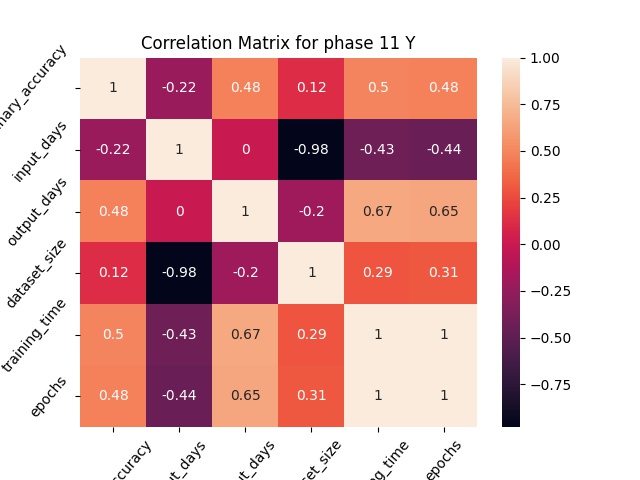 Correlation Matrix for phase 11 Y
nary_accuracy 1 -0.22 0.48 0.12 0.5 0.48
input_days -0.22 1 0 -0.98 -0.43 -0.44
output_days 0.48 0 1 -0.2 0.67 0.65
dataset_size 0.12 -0.98 -0.2 1 0.29 0.31
training_time 0.5 -0.43 0.67 0.29 1 1
epochs 0.48 -0.44 0.65 0.31 1 1
ccuracy ut_days ut_days set_size ng_time epochs
1.00
0.75
0.50
0.25
0.00
−0.25
−0.50
−0.75